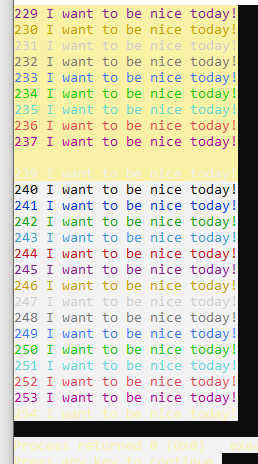 229 I want to be nice today!
230 I want to be nice today!
231 I want to be nice today!
232 I want to be nice today!
233 I want to be nice today!
234 I want to be nice today!
235 I want to be nice today!
236 I want to be nice today!
237 I want to be nice today!
239 I want to be nice today!
240 I want to be nice today!
241 I want to be nice today!
242 I want to be nice today!
243 I want to be nice today!
244 I want to be nice today!
245 I want to be nice today!
246 I want to be nice today!
247 I want to be nice today!
248 I want to be nice today!
249 I want to be nice today!
250 I want to be nice today!
251 I want to be nice today!
252 I want to be nice today!
253 I want to be nice today!
254 I want to be nice today!
Process returned 0 (0x0) exec
Press any key to continue